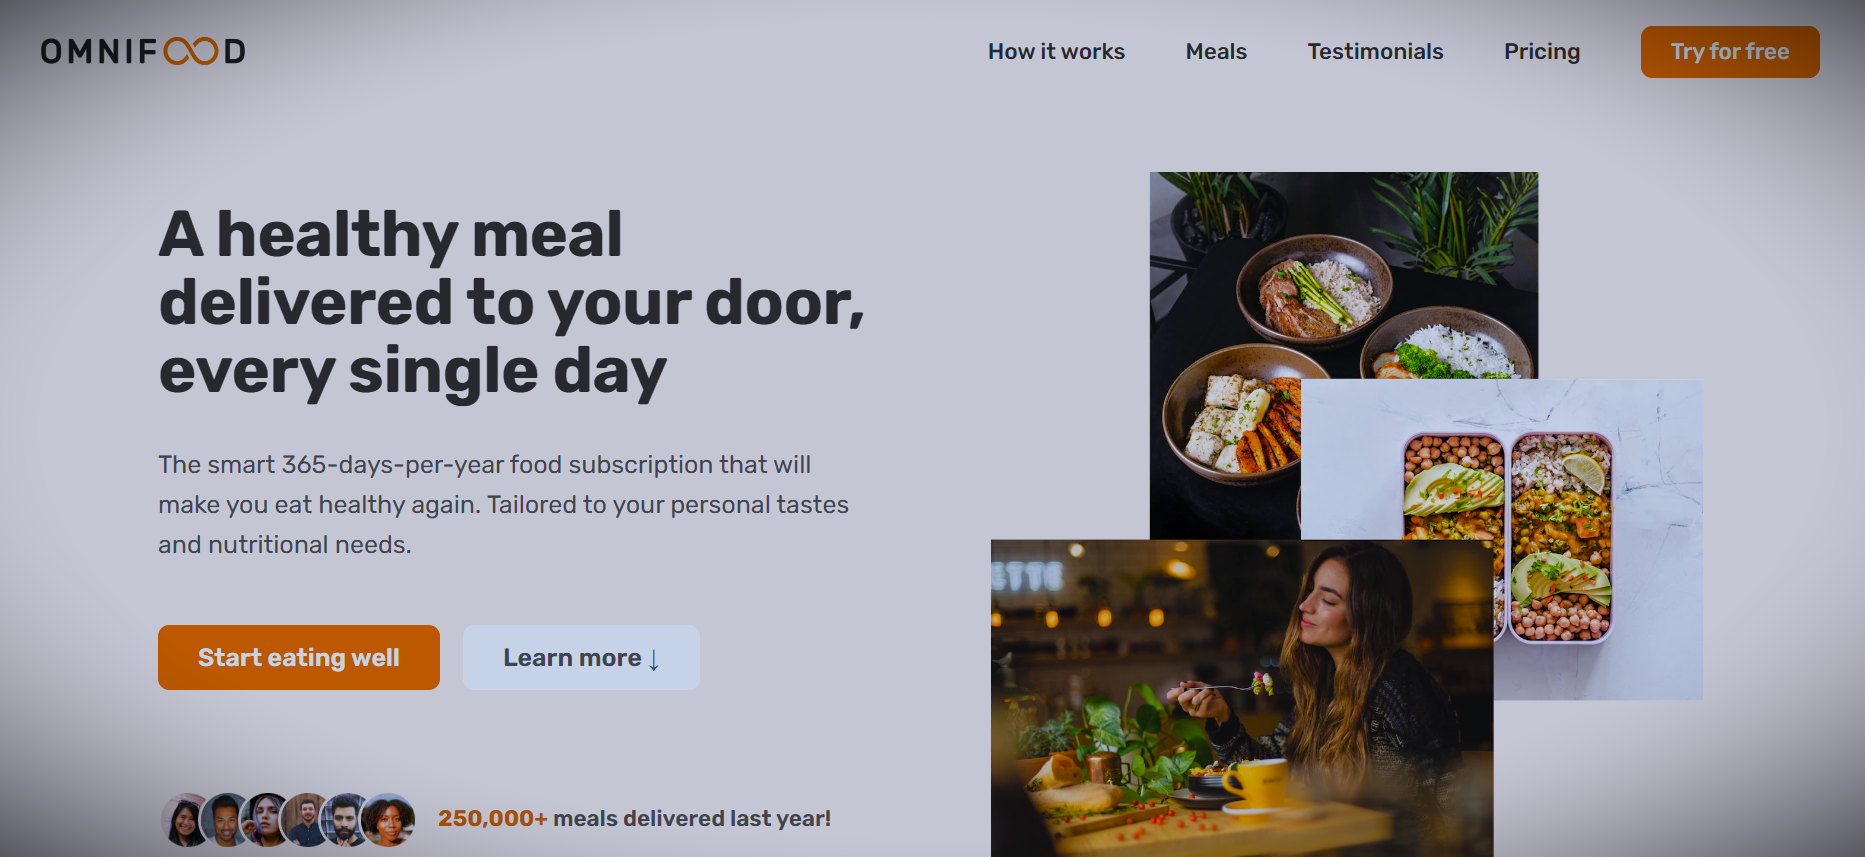 OMNIFOOD
How it works
Meals
Testimonials
Pricing
Try for free
A healthy meal
delivered to your door,
every single day
The smart 365-days-per-year food subscription that will
make you eat healthy again. Tailored to your personal tastes
and nutritional needs.
Start eating well
Learn more ↓
250,000+ meals delivered last year!
ETTE